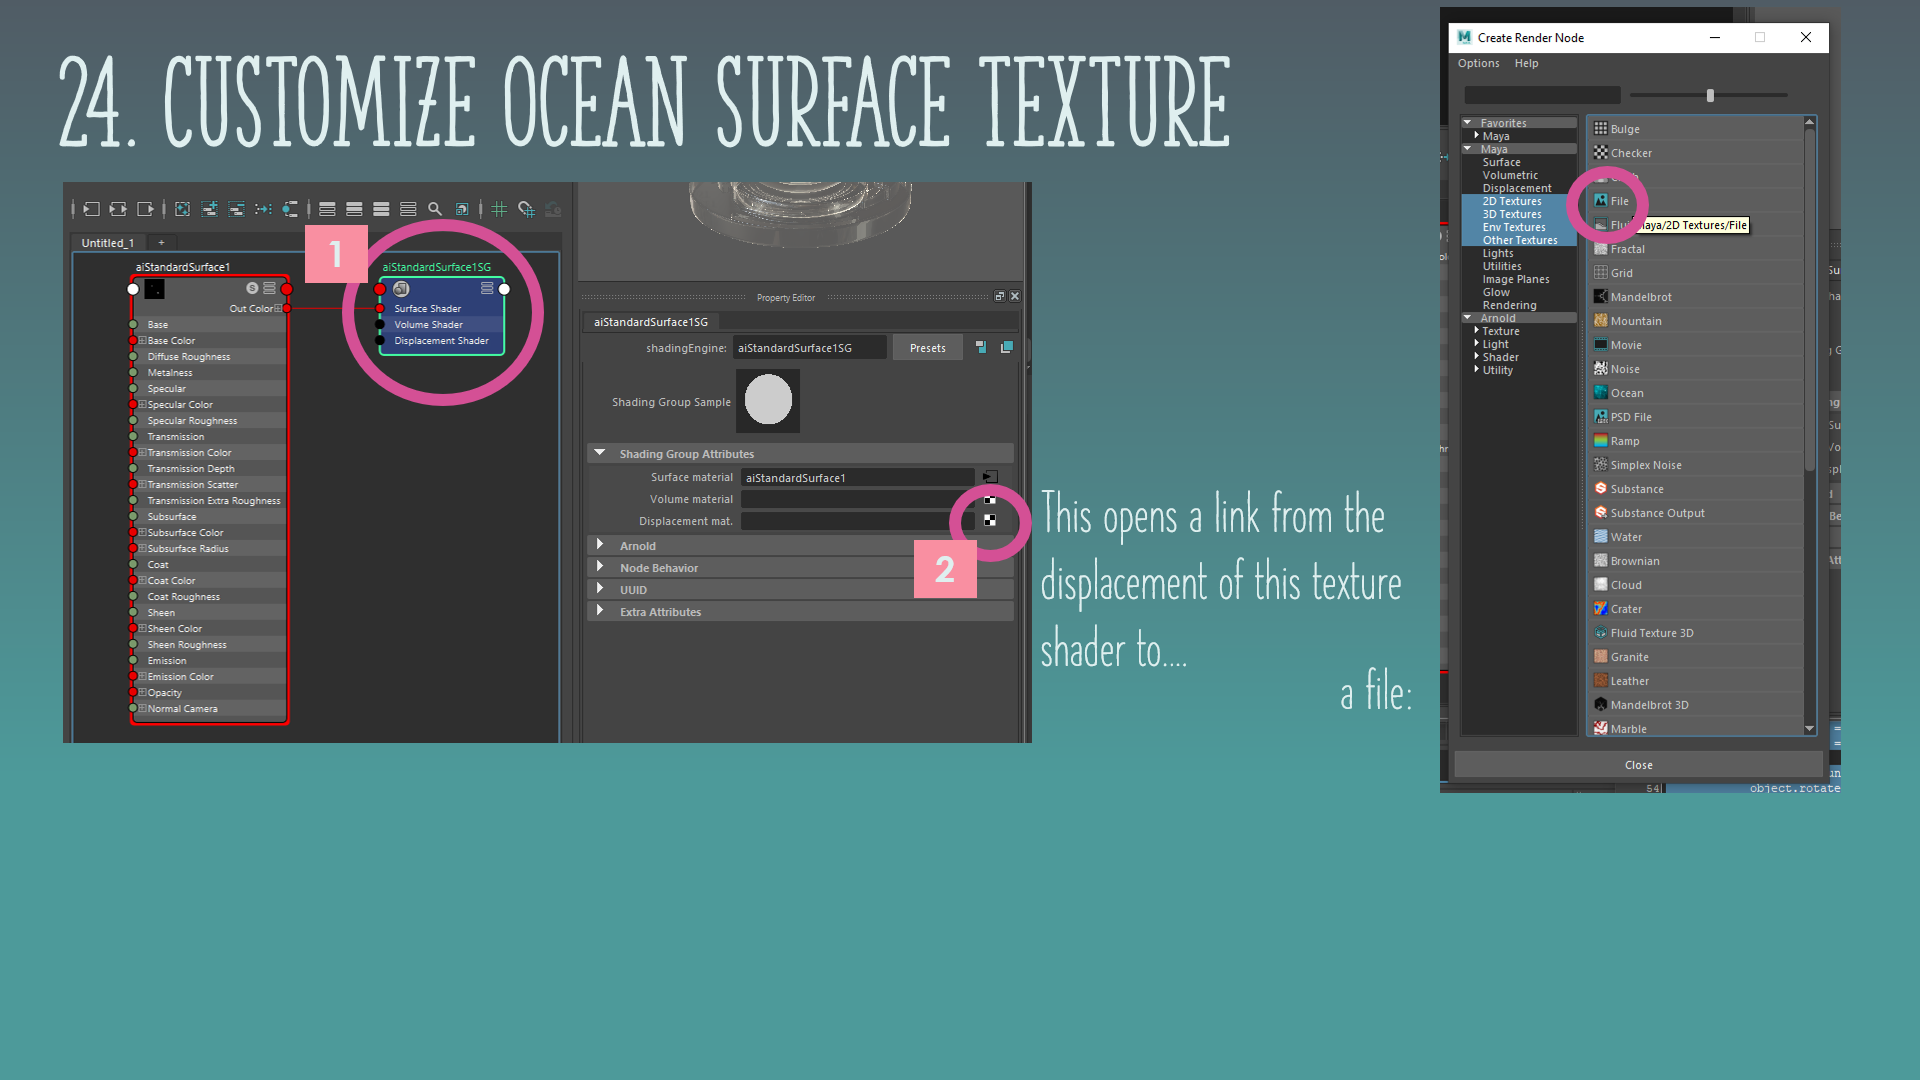 24. CUSTOMIZE OCEAN SURFACE TEXTURE
Untitled_1 +
1
aiStandardSurface1
S
Out Color
Base
Base Color
Diffuse Roughness
Metalness
Specular
Specular Color
Specular Roughness
Transmission
Transmission Color
Transmission Depth
Transmission Scatter
Transmission Extra Roughness
Subsurface
Subsurface Color
Subsurface Radius
Coat
Coat Color
Coat Roughness
Sheen
Sheen Color
Sheen Roughness
Emission
Emission Color
Opacity
Normal Camera
aiStandardSurface1SG
Surface Shader
Volume Shader
Displacement Shader
Property Editor
aiStandardSurface1SG
shadingEngine: aiStandardSurface1SG Presets
Shading Group Sample
Shading Group Attributes
Surface material aiStandardSurface1
Volume material
Displacement mat.
Arnold
Node Behavior
UUID
Extra Attributes
2
This opens a link from the
displacement of this texture
shader to....
a file:
M Create Render Node
Options Help
Favorites
Maya
Maya
Surface
Volumetric
Displacement
2D Textures
3D Textures
Env Textures
Other Textures
Lights
Utilities
Image Planes
Glow
Rendering
Arnold
Texture
Light
Shader
Utility
Bulge
Checker
File
aya/2D Textures/File
Fractal
Grid
Mandelbrot
Mountain
Movie
Noise
Ocean
PSD File
Ramp
Simplex Noise
Substance
Substance Output
Water
Brownian
Cloud
Crater
Fluid Texture 3D
Granite
Leather
Mandelbrot 3D
Marble
Close
54
object.rotate